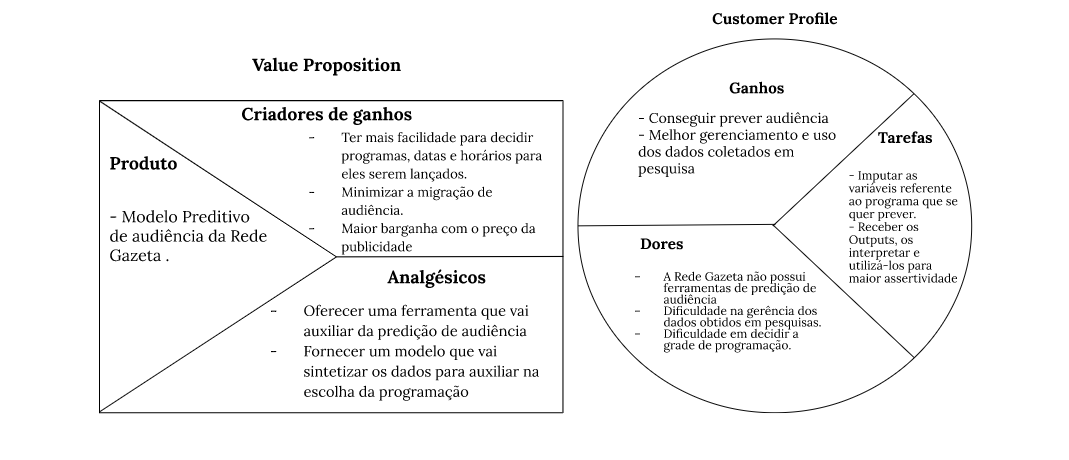 Value Proposition
Criadores de ganhos
- Ter mais facilidade para decidir
programas, datas e horários para
eles serem lançados.
- Minimizar a migração de
audiência.
- Maior barganha com o preço da
publicidade
Produto
- Modelo Preditivo
de audiência da Rede
Gazeta .
Analgésicos
- Oferecer uma ferramenta que vai
auxiliar da predição de audiência
- Fornecer um modelo que vai
sintetizar os dados para auxiliar na
escolha da programação
Customer Profile
Ganhos
- Conseguir prever audiência
- Melhor gerenciamento e uso
dos dados coletados em
pesquisa
Tarefas
- Imputar as
variáveis referente
ao programa que se
quer prever.
- Receber os
Outputs, os
interpretar e
utilizá-los para
maior assertividade
Dores
- A Rede Gazeta não possui
ferramentas de predição de
audiência
- Dificuldade na gerência dos
dados obtidos em pesquisas.
- Dificuldade em decidir a
grade de programação.